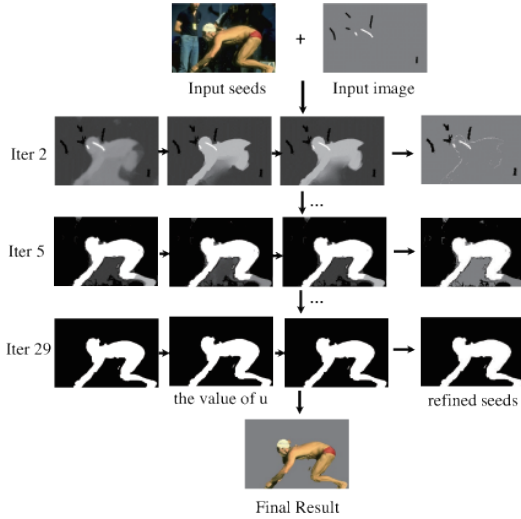 +
Input seeds
Input image
Iter 2
...
Iter 5
...
Iter 29
the value of u
refined seeds
Final Result